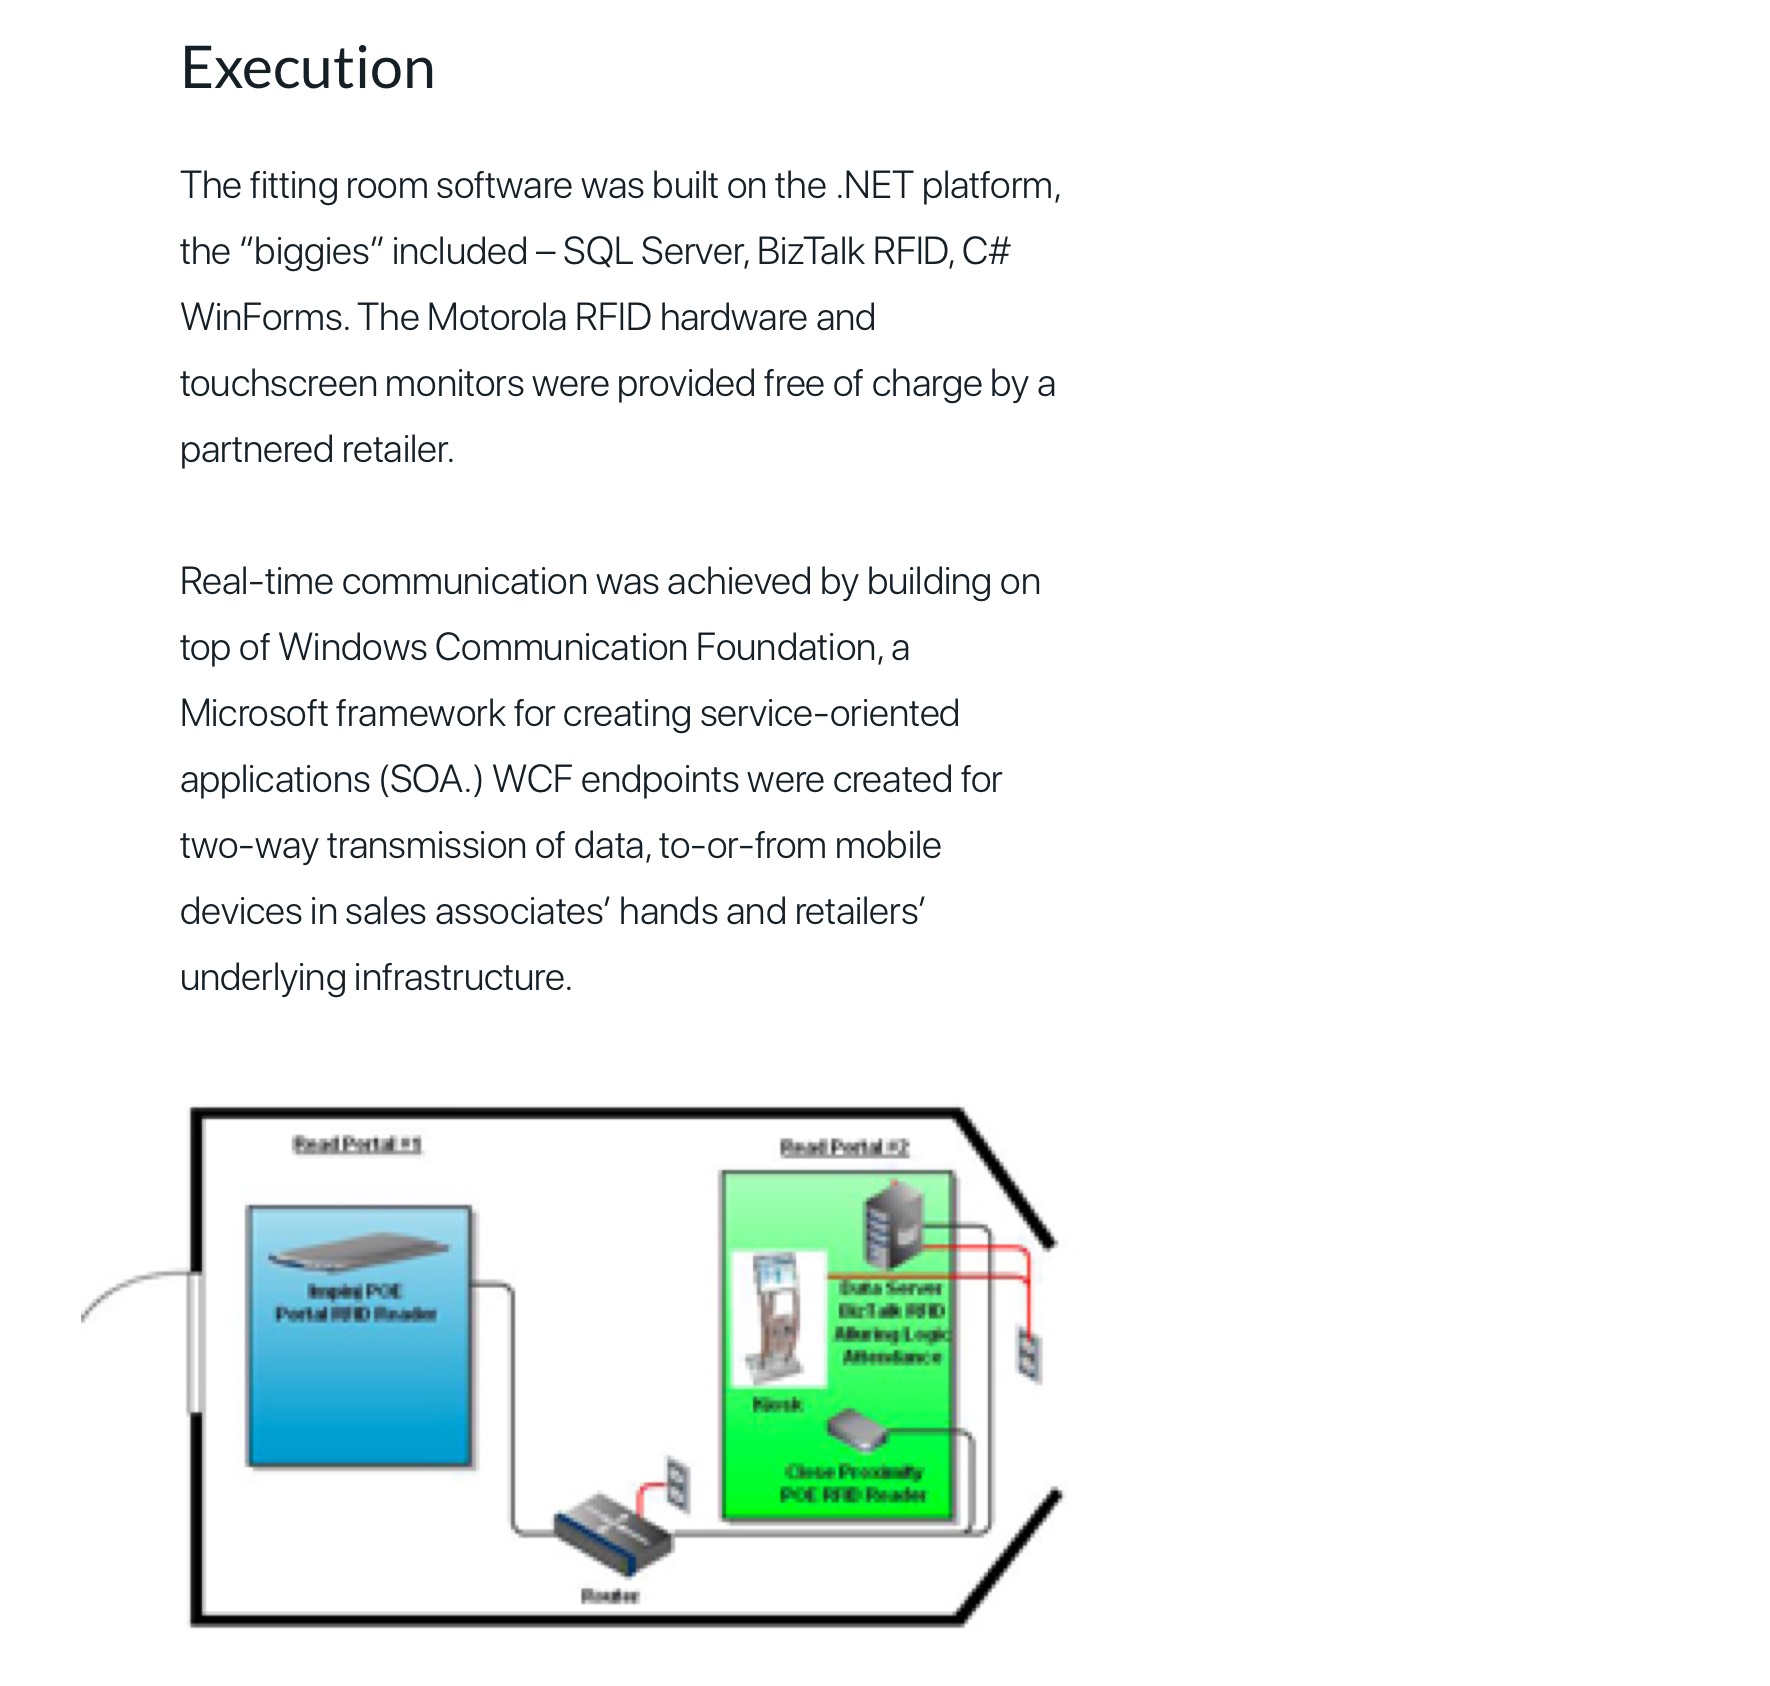 Execution
The fitting room software was built on the .NET platform,
the “biggies” included – SQL Server, BizTalk RFID, C#
WinForms. The Motorola RFID hardware and
touchscreen monitors were provided free of charge by a
partnered retailer.
Real-time communication was achieved by building on
top of Windows Communication Foundation, a
Microsoft framework for creating service-oriented
applications (SOA.) WCF endpoints were created for
two-way transmission of data, to-or-from mobile
devices in sales associates’ hands and retailers’
underlying infrastructure.
Read Portal #1
Read Portal #2
Impinj POE
Portal RFID Reader
Data Server
BizTalk RFID
Alluring Logic
Attendance
Kiosk
Close Proximity
POE RFID Reader
Router